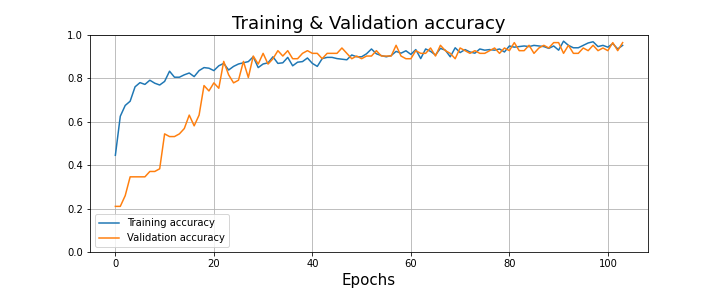 Training & Validation accuracy
1.0
0.8
0.6
0.4
0.2
0.0
Training accuracy
Validation accuracy
0 20 40 60 80 100
Epochs